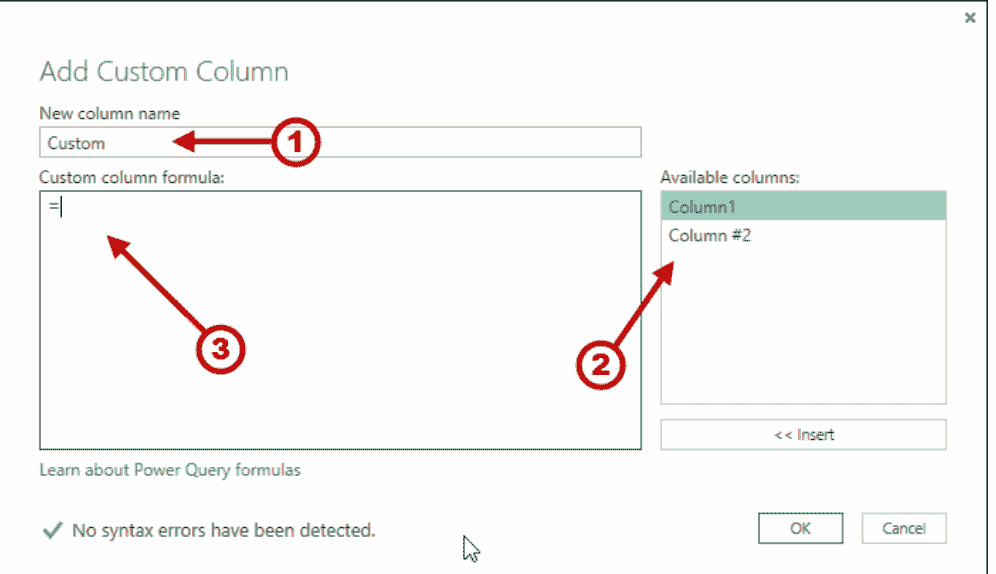 Add Custom Column
New column name
Custom
1
Custom column formula:
Available columns:
=
Column1
Column #2
3
2
<< Insert
Learn about Power Query formulas
No syntax errors have been detected.
OK
Cancel